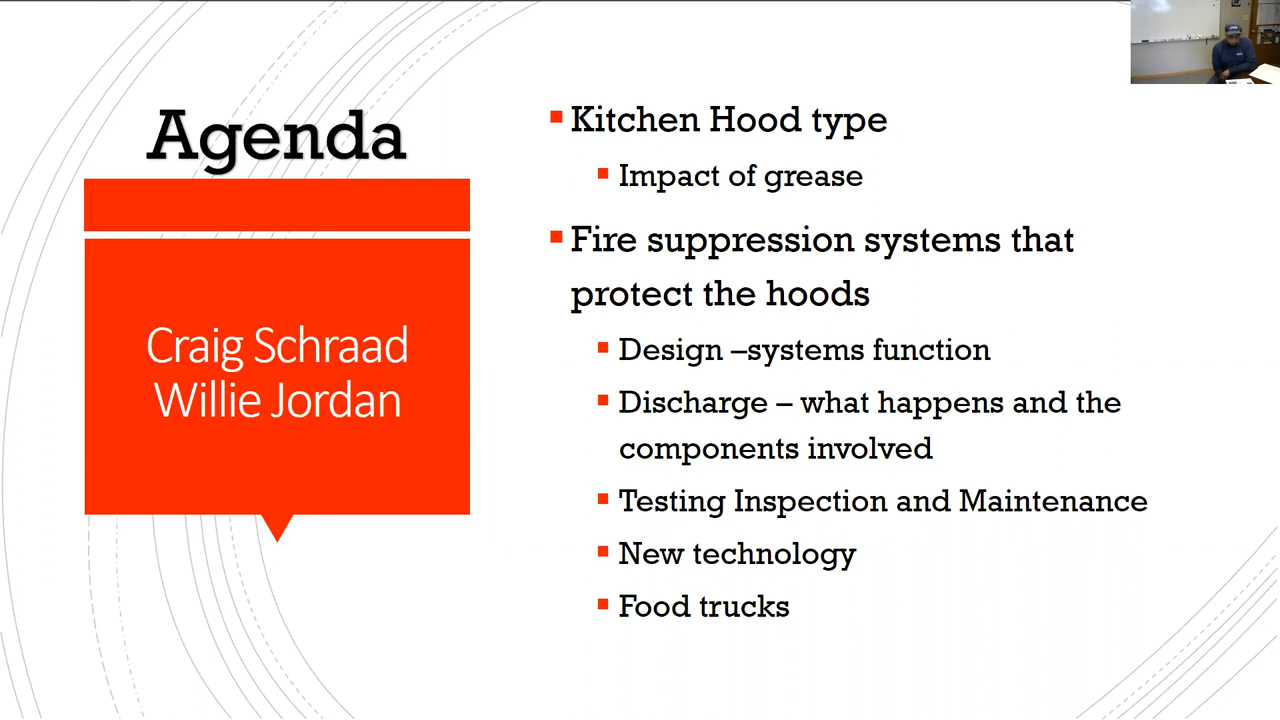 Agenda
Craig Schraad
Willie Jordan
Kitchen Hood type
Impact of grease
Fire suppression systems that
protect the hoods
Design –systems function
Discharge – what happens and the
components involved
Testing Inspection and Maintenance
New technology
Food trucks